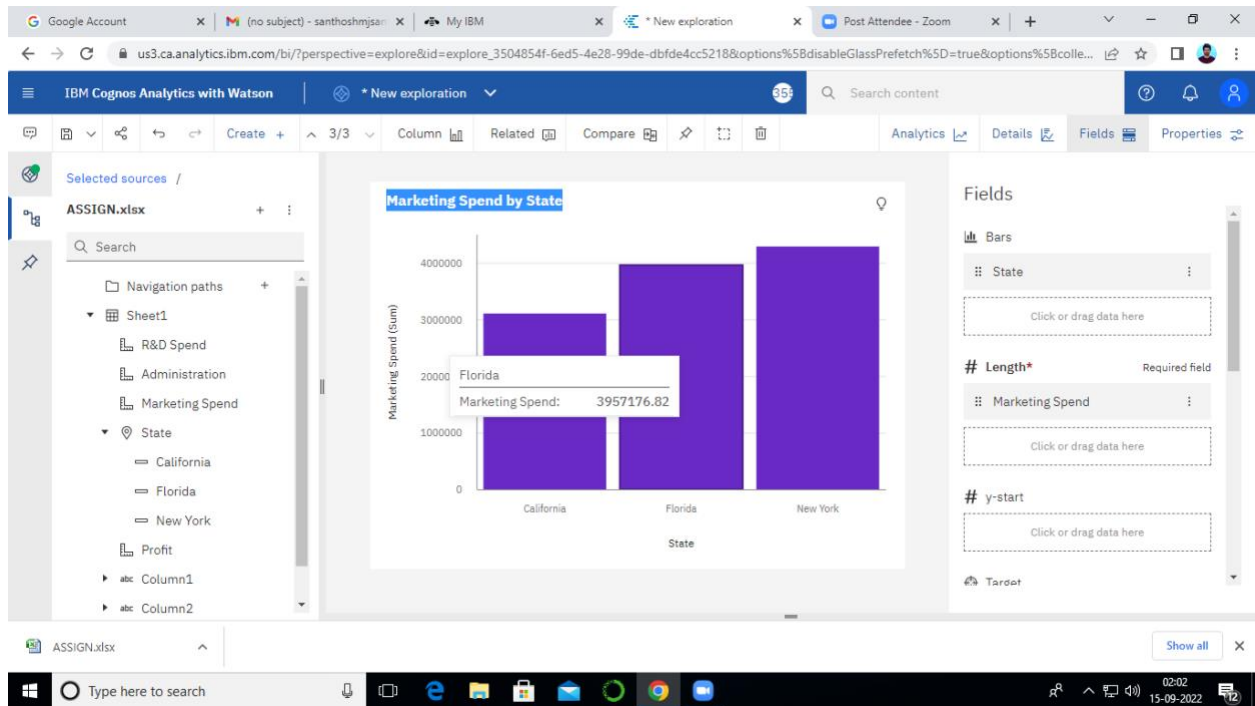 Google Account
(no subject) - santhoshmjsan
My IBM
* New exploration
Post Attendee - Zoom
us3.ca.analytics.ibm.com/bi/?perspective=explore&id=explore_3504854f-6ed5-4e28-99de-dbfde4cc5218&options%5BdisableGlassPrefetch%5D=true&options%5Bcolle...
IBM Cognos Analytics with Watson
* New exploration
Search content
Create +
3/3
Column
Related
Compare
Analytics
Details
Fields
Properties
Selected sources /
ASSIGN.xlsx
Search
Navigation paths
Sheet1
R&D Spend
Administration
Marketing Spend
State
California
Florida
New York
Profit
abc Column1
abc Column2
Marketing Spend by State
Marketing Spend (Sum)
4000000
3000000
20000
1000000
0
Florida
Marketing Spend: 3957176.82
California
Florida
New York
State
Fields
Bars
State
Click or drag data here
# Length* Required field
Marketing Spend
Click or drag data here
# y-start
Click or drag data here
Target
ASSIGN.xlsx
Show all
Type here to search
02:02
15-09-2022
12